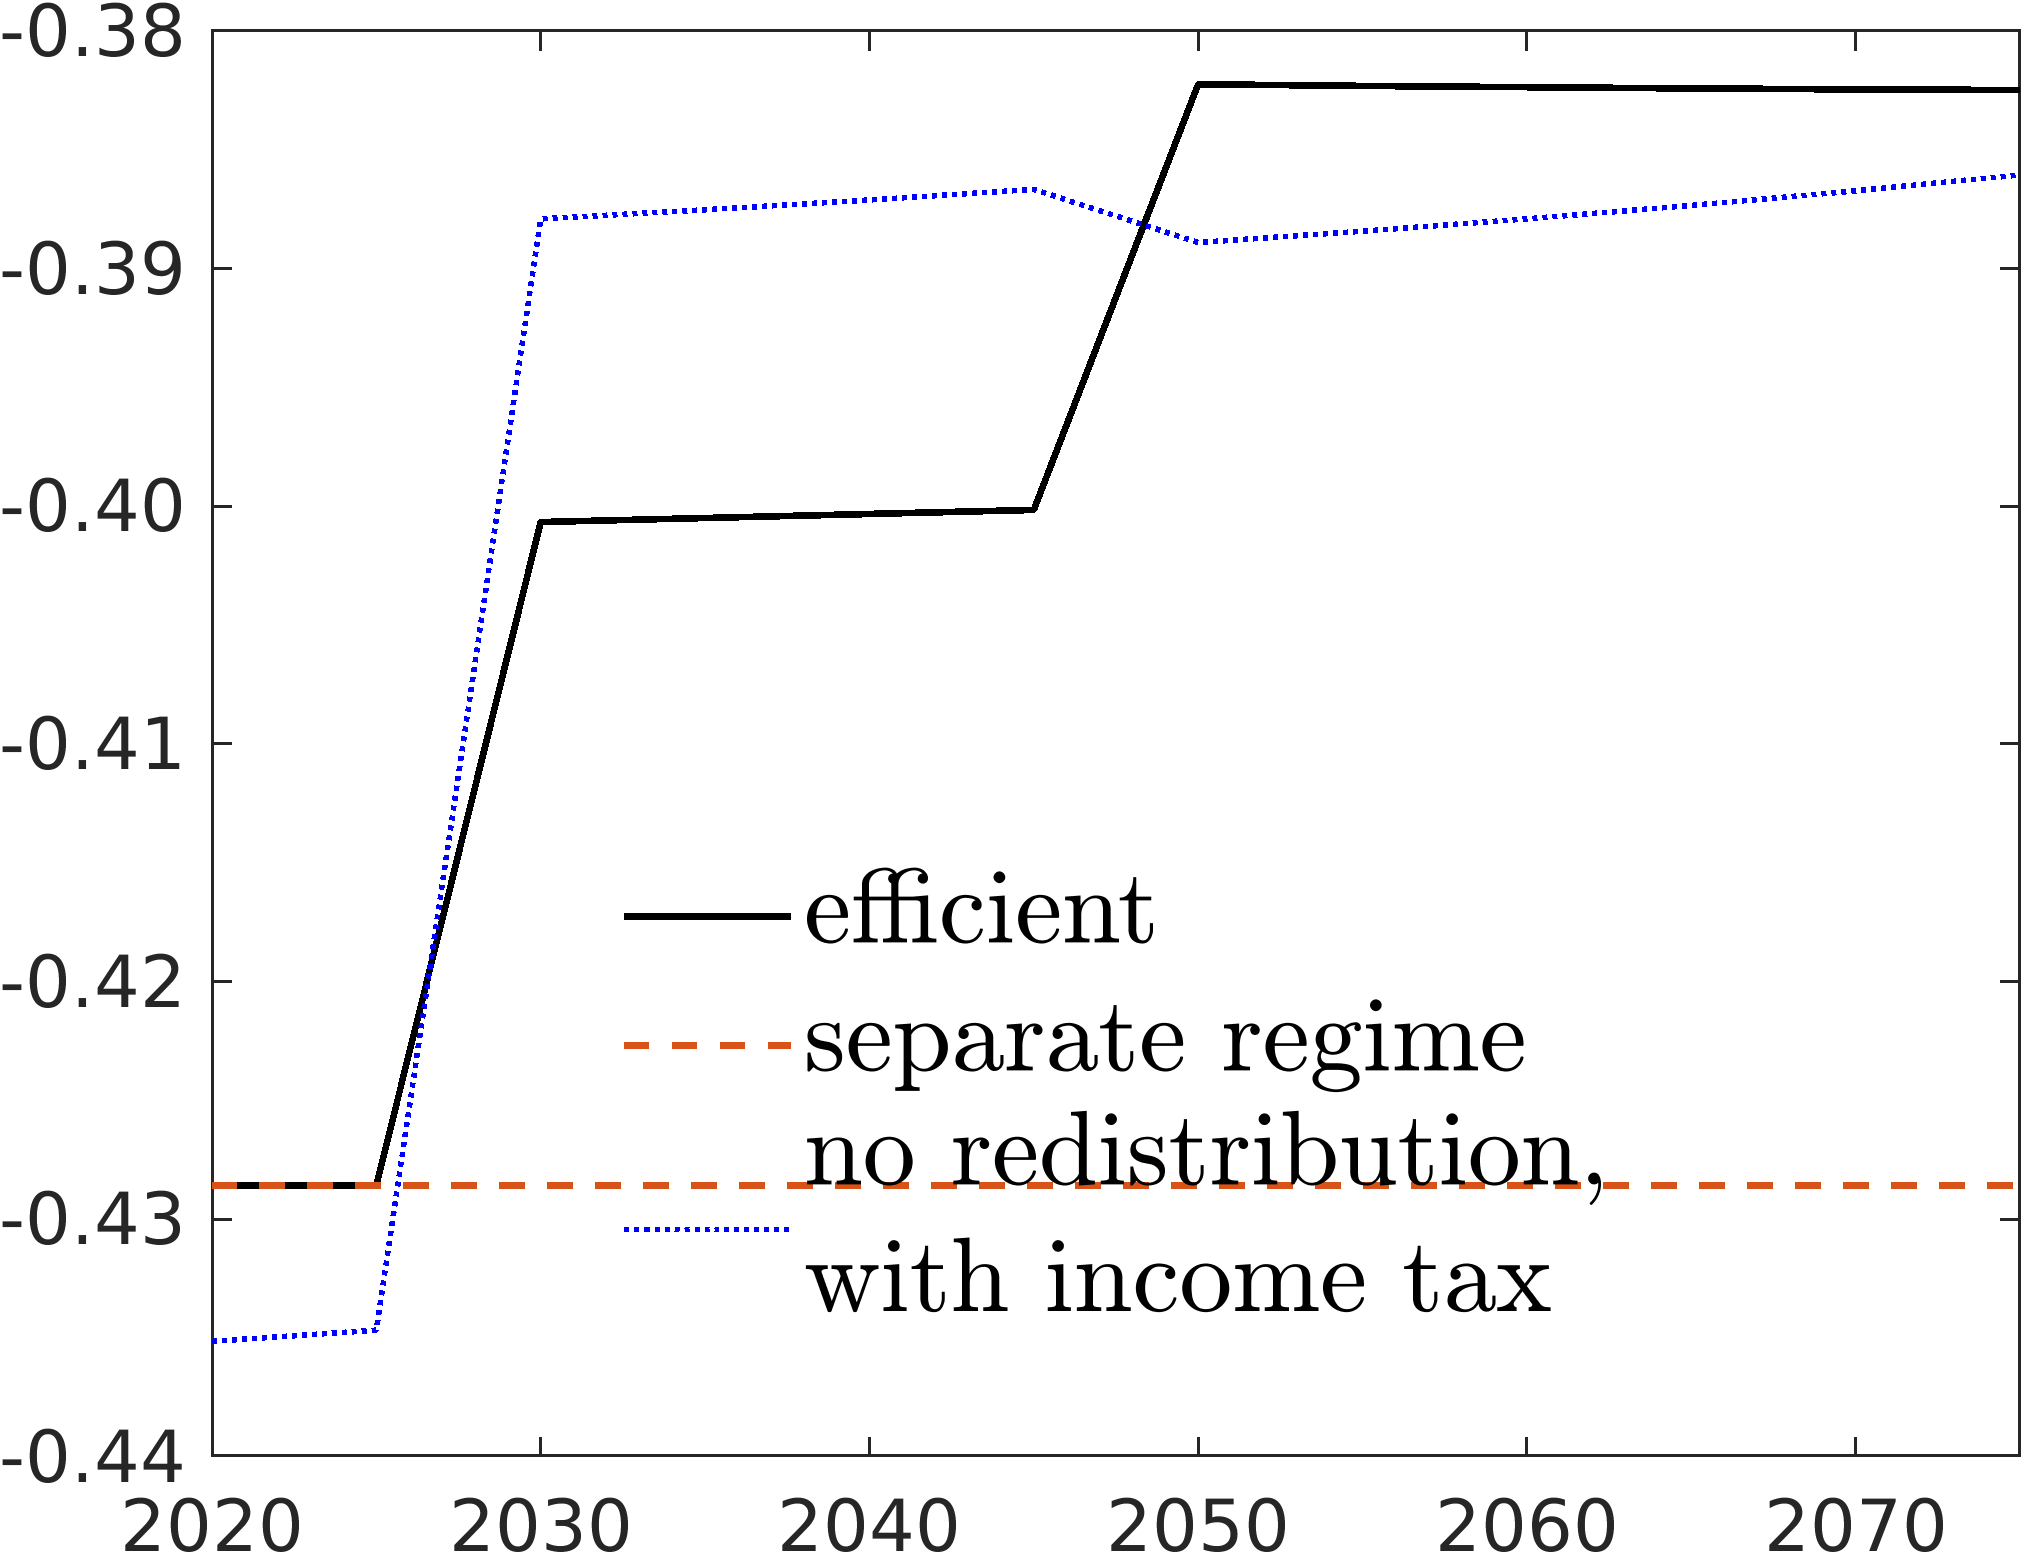 -0.38
-0.39
-0.40
-0.41
efficient
-0.42
separate regime
no redistribution,
-0.43
with income tax
-0.44
2020 2030 2040 2050 2060 2070